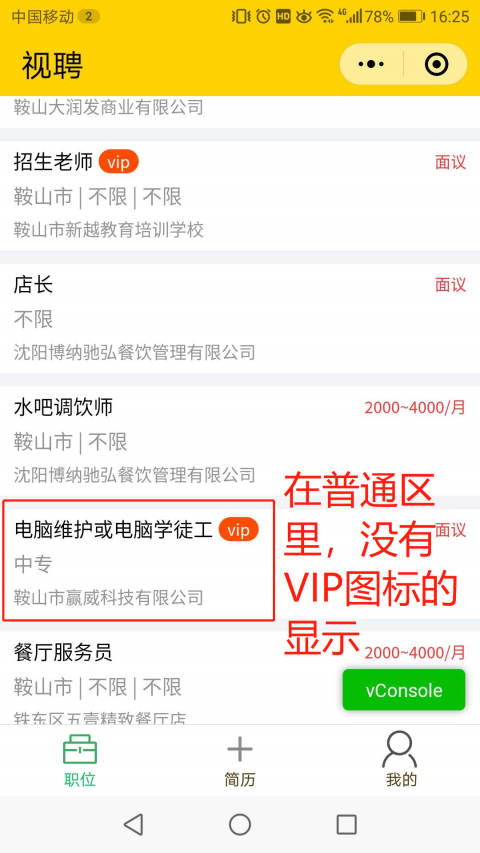 中国移动 2 HD 4G 78% 16:25
视聘
鞍山大润发商业有限公司
招生老师 vip 面议
鞍山市 | 不限 | 不限
鞍山市新越教育培训学校
店长 面议
不限
沈阳博纳驰弘餐饮管理有限公司
水吧调饮师 2000~4000/月
鞍山市 | 不限
沈阳博纳驰弘餐饮管理有限公司
电脑维护或电脑学徒工 vip 面议
中专
鞍山市赢威科技有限公司
在普通区
里，没有
VIP图标的
显示
餐厅服务员 2000~4000/月
鞍山市 | 不限 | 不限
铁东区五壹精致餐厅店
vConsole
职位
简历
我的